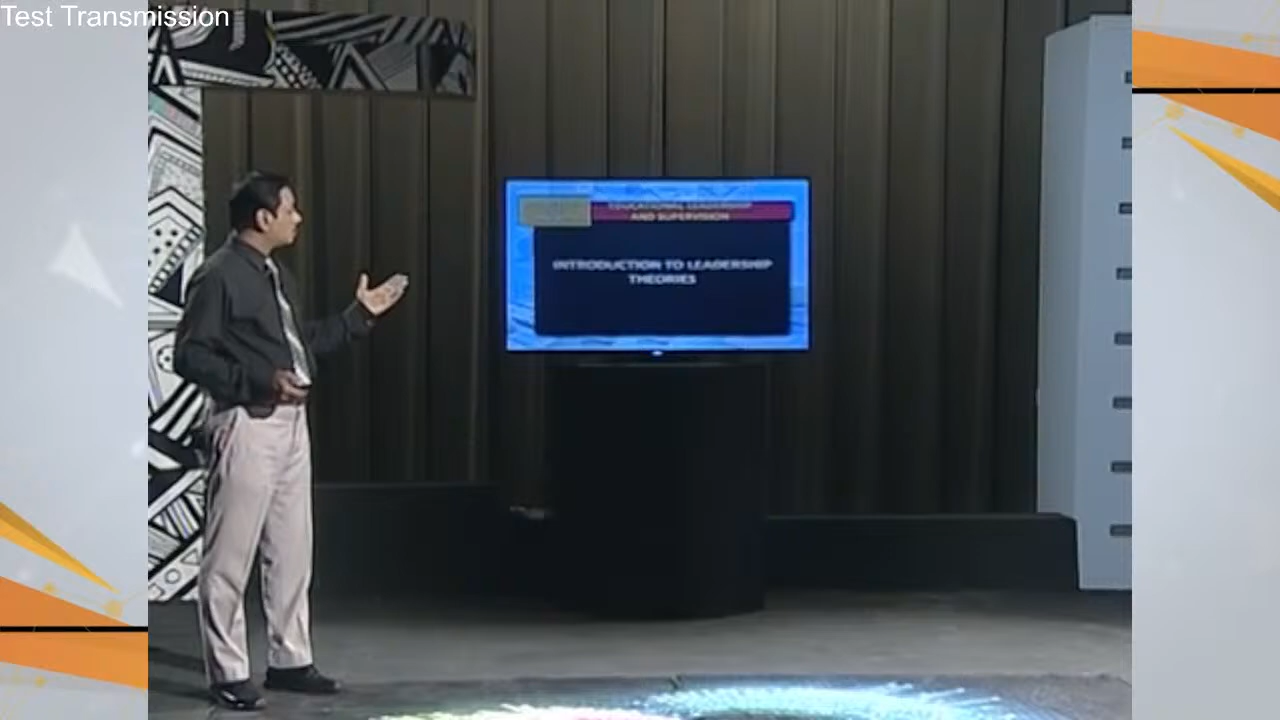 Test Transmission
EDUCATIONAL LEADERSHIP
AND SUPERVISION
INTRODUCTION TO LEADERSHIP
THEORIES